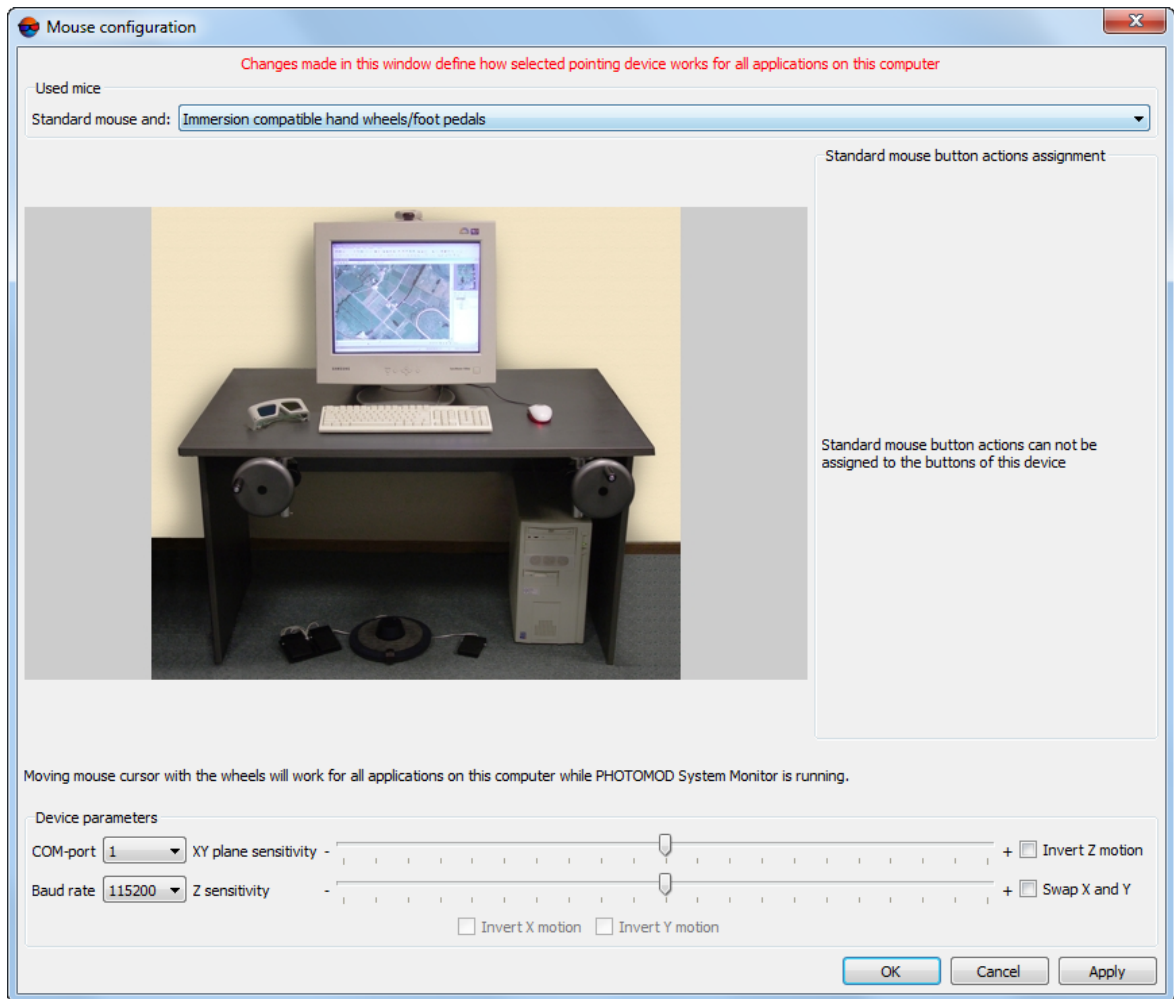 Mouse configuration
Changes made in this window define how selected pointing device works for all applications on this computer
Used mice
Standard mouse and: Immersion compatible hand wheels/foot pedals
Standard mouse button actions assignment
Standard mouse button actions can not be
assigned to the buttons of this device
Moving mouse cursor with the wheels will work for all applications on this computer while PHOTOMOD System Monitor is running.
Device parameters
COM-port 1 XY plane sensitivity - + Invert Z motion
Baud rate 115200 Z sensitivity - + Swap X and Y
Invert X motion Invert Y motion
OK Cancel Apply